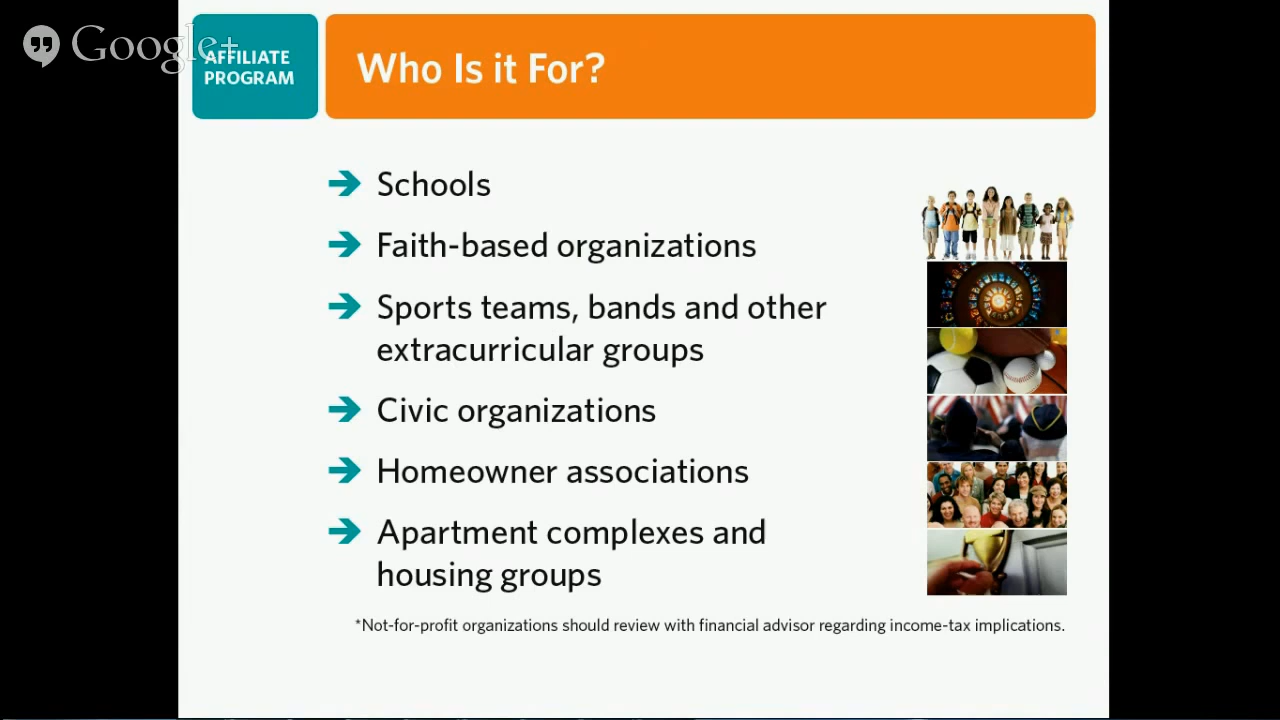 Google+
AFFILIATE
PROGRAM
Who Is it For?
Schools
Faith-based organizations
Sports teams, bands and other
extracurricular groups
Civic organizations
Homeowner associations
Apartment complexes and
housing groups
*Not-for-profit organizations should review with financial advisor regarding income-tax implications.